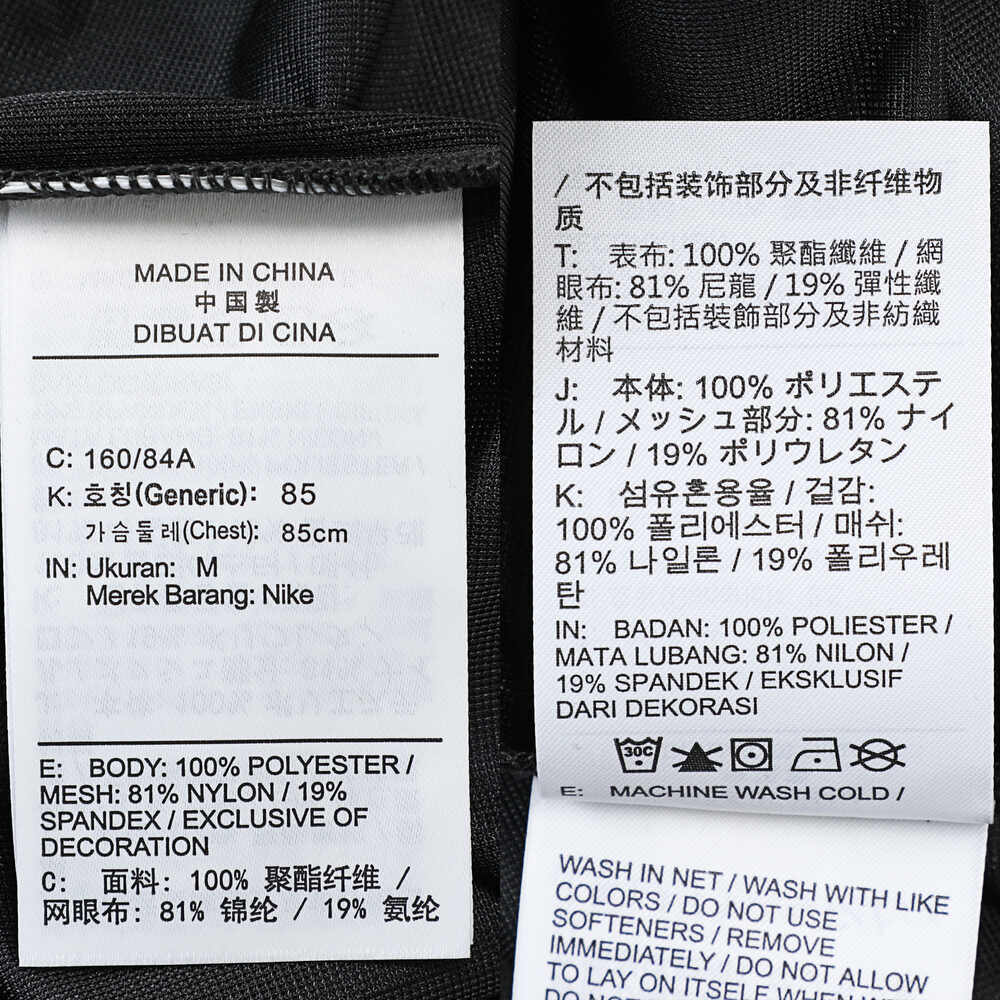 MADE IN CHINA
中国製
DIBUAT DI CINA
C: 160/84A
K: 호칭(Generic): 85
가슴둘레(Chest): 85cm
IN: Ukuran: M
Merek Barang: Nike
E: BODY: 100% POLYESTER /
MESH: 81% NYLON / 19%
SPANDEX / EXCLUSIVE OF
DECORATION
C: 面料: 100% 聚酯纤维 /
网眼布: 81% 锦纶 / 19% 氨纶
/ 不包括装饰部分及非纤维物
质
T: 表布: 100% 聚酯纖維 / 網
眼布: 81% 尼龍 / 19% 彈性纖
維 / 不包括裝飾部分及非紡織
材料
J: 本体: 100% ポリエステ
ル / メッシュ部分: 81% ナイ
ロン / 19% ポリウレタン
K: 섬유혼용율 / 겉감:
100% 폴리에스터 / 매쉬:
81% 나일론 / 19% 폴리우레
탄
IN: BADAN: 100% POLIESTER /
MATA LUBANG: 81% NILON /
19% SPANDEK / EKSKLUSIF
DARI DEKORASI
30C
E: MACHINE WASH COLD /
WASH IN NET / WASH WITH LIKE
COLORS / DO NOT USE
SOFTENERS / REMOVE
IMMEDIATELY / DO NOT ALLOW
TO LAY ON ITSELF WHEN